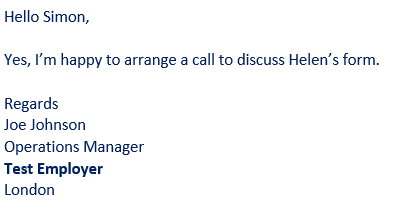 Hello Simon,
Yes, I’m happy to arrange a call to discuss Helen’s form.
Regards
Joe Johnson
Operations Manager
Test Employer
London